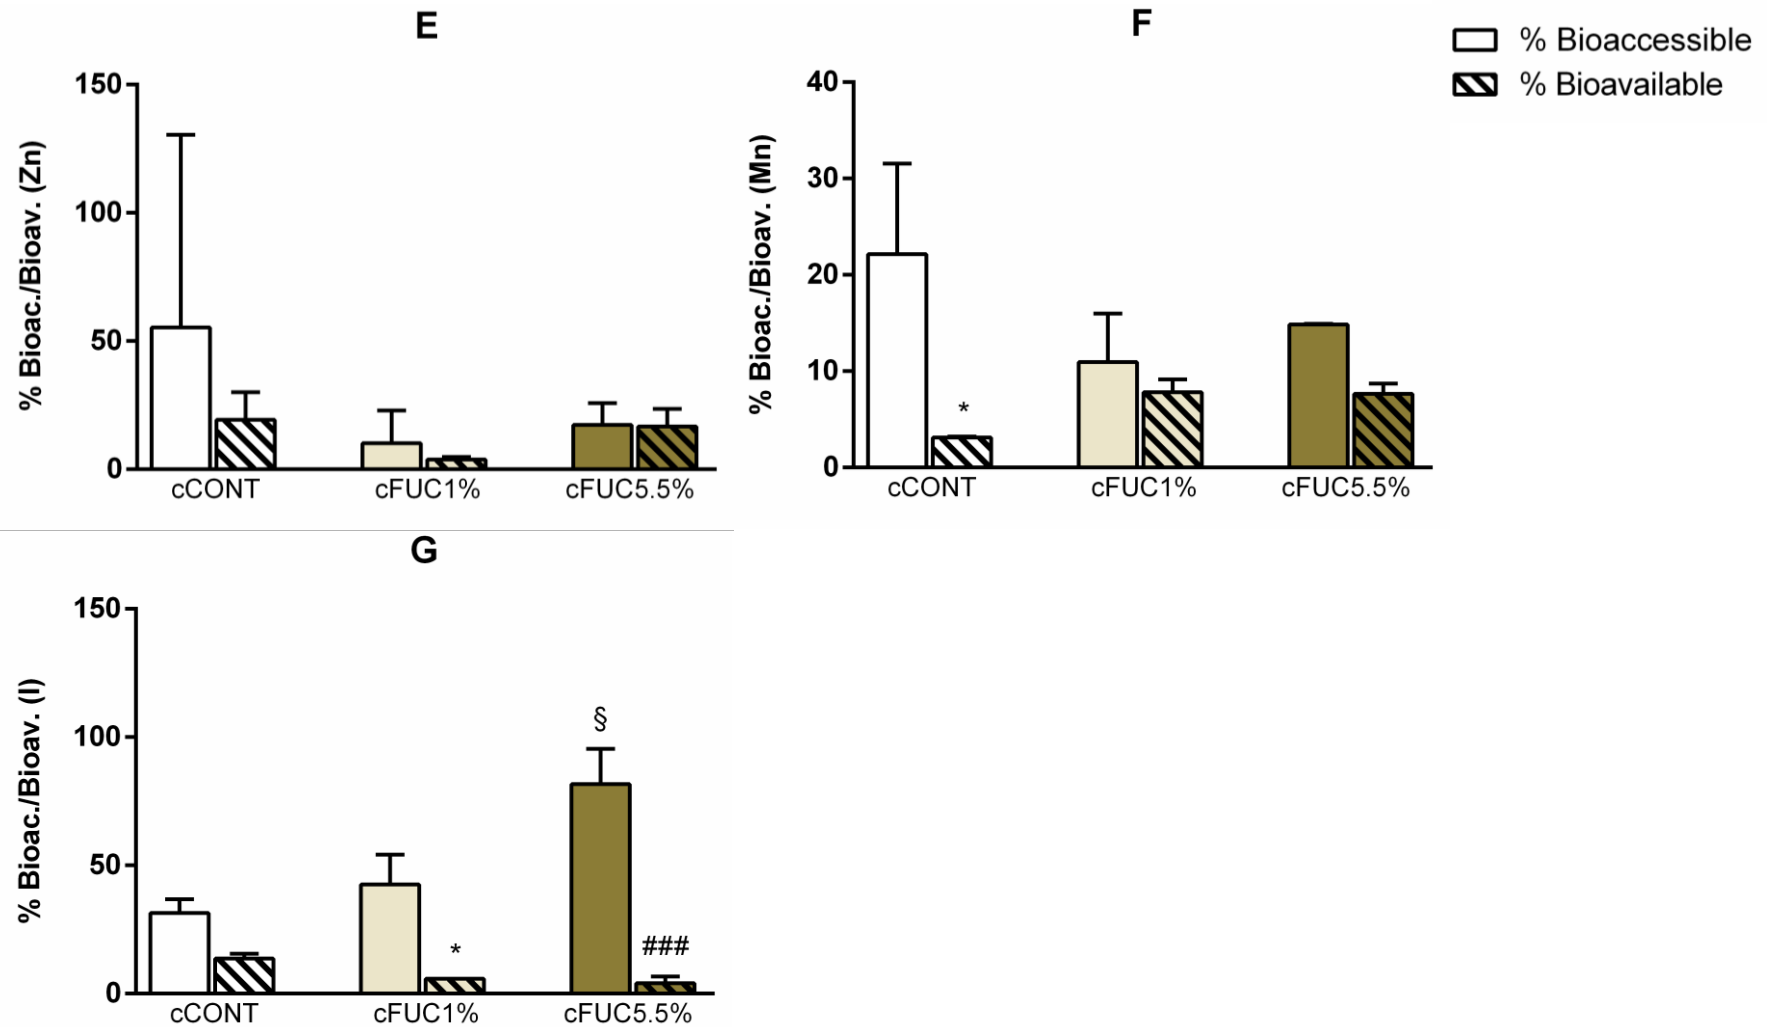 E
% Bioac./Bioav. (Zn)
150
100
50
0
cCONT
cFUC1%
cFUC5.5%
F
% Bioac./Bioav. (Mn)
40
30
20
10
0
*
cCONT
cFUC1%
cFUC5.5%
% Bioaccessible
% Bioavailable
G
% Bioac./Bioav. (I)
150
100
50
0
*
§
###
cCONT
cFUC1%
cFUC5.5%